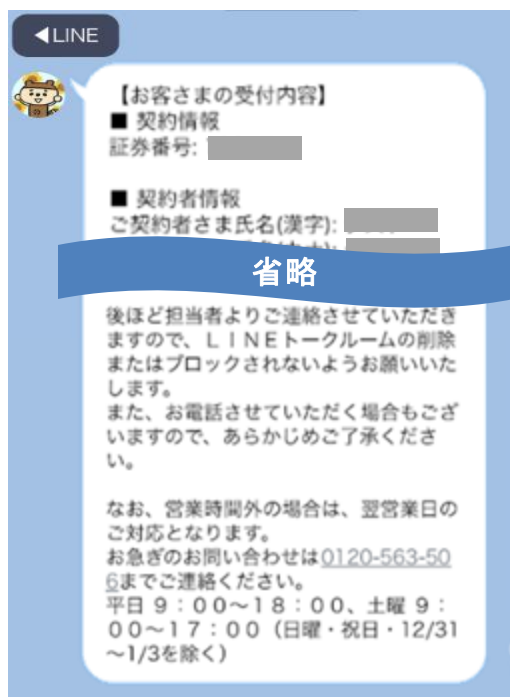 ◀LINE
【お客さまの受付内容】
■ 契約情報
証券番号:
■ 契約者情報
ご契約者さま氏名(漢字):
省略
後ほど担当者よりご連絡させていただき
ますので、ＬＩＮＥトークルームの削除
またはブロックされないようお願いいた
します。
また、お電話させていただく場合もござ
いますので、あらかじめご了承くださ
い。
なお、営業時間外の場合は、翌営業日の
ご対応となります。
お急ぎのお問い合わせは0120-563-50
6までご連絡ください。
平日 ９：００〜１８：００、土曜 ９：
００〜１７：００（日曜・祝日・12/31
〜1/3を除く）